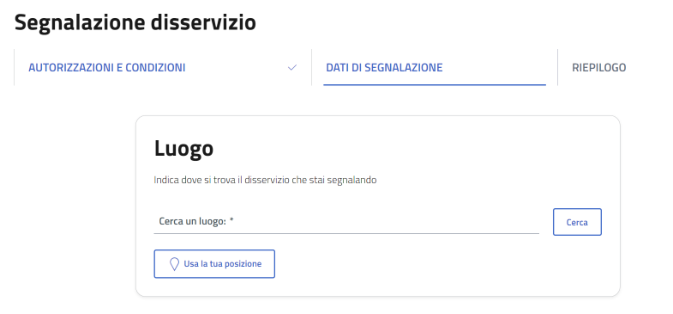 Segnalazione disservizio
AUTORIZZAZIONI E CONDIZIONI
DATI DI SEGNALAZIONE
RIEPILOGO
Luogo
Indica dove si trova il disservizio che stai segnalando
Cerca un luogo: *
Cerca
Usa la tua posizione